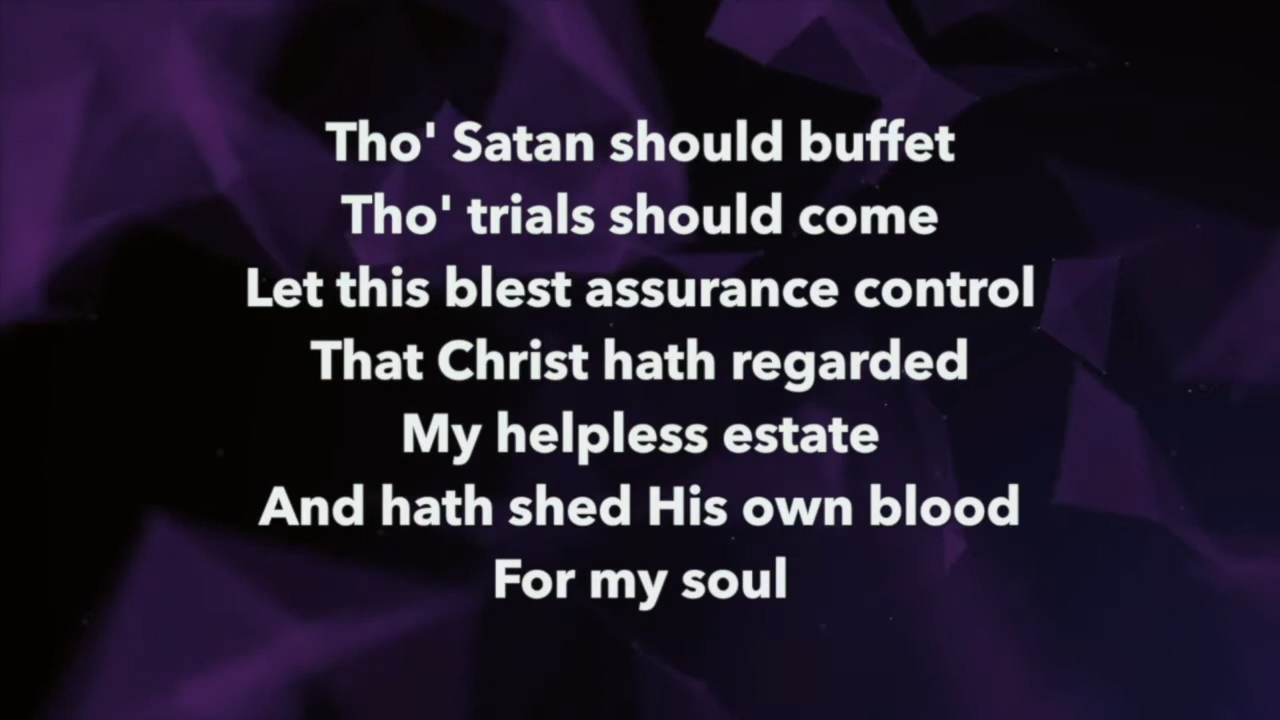 Tho' Satan should buffet
Tho' trials should come
Let this blest assurance control
That Christ hath regarded
My helpless estate
And hath shed His own blood
For my soul